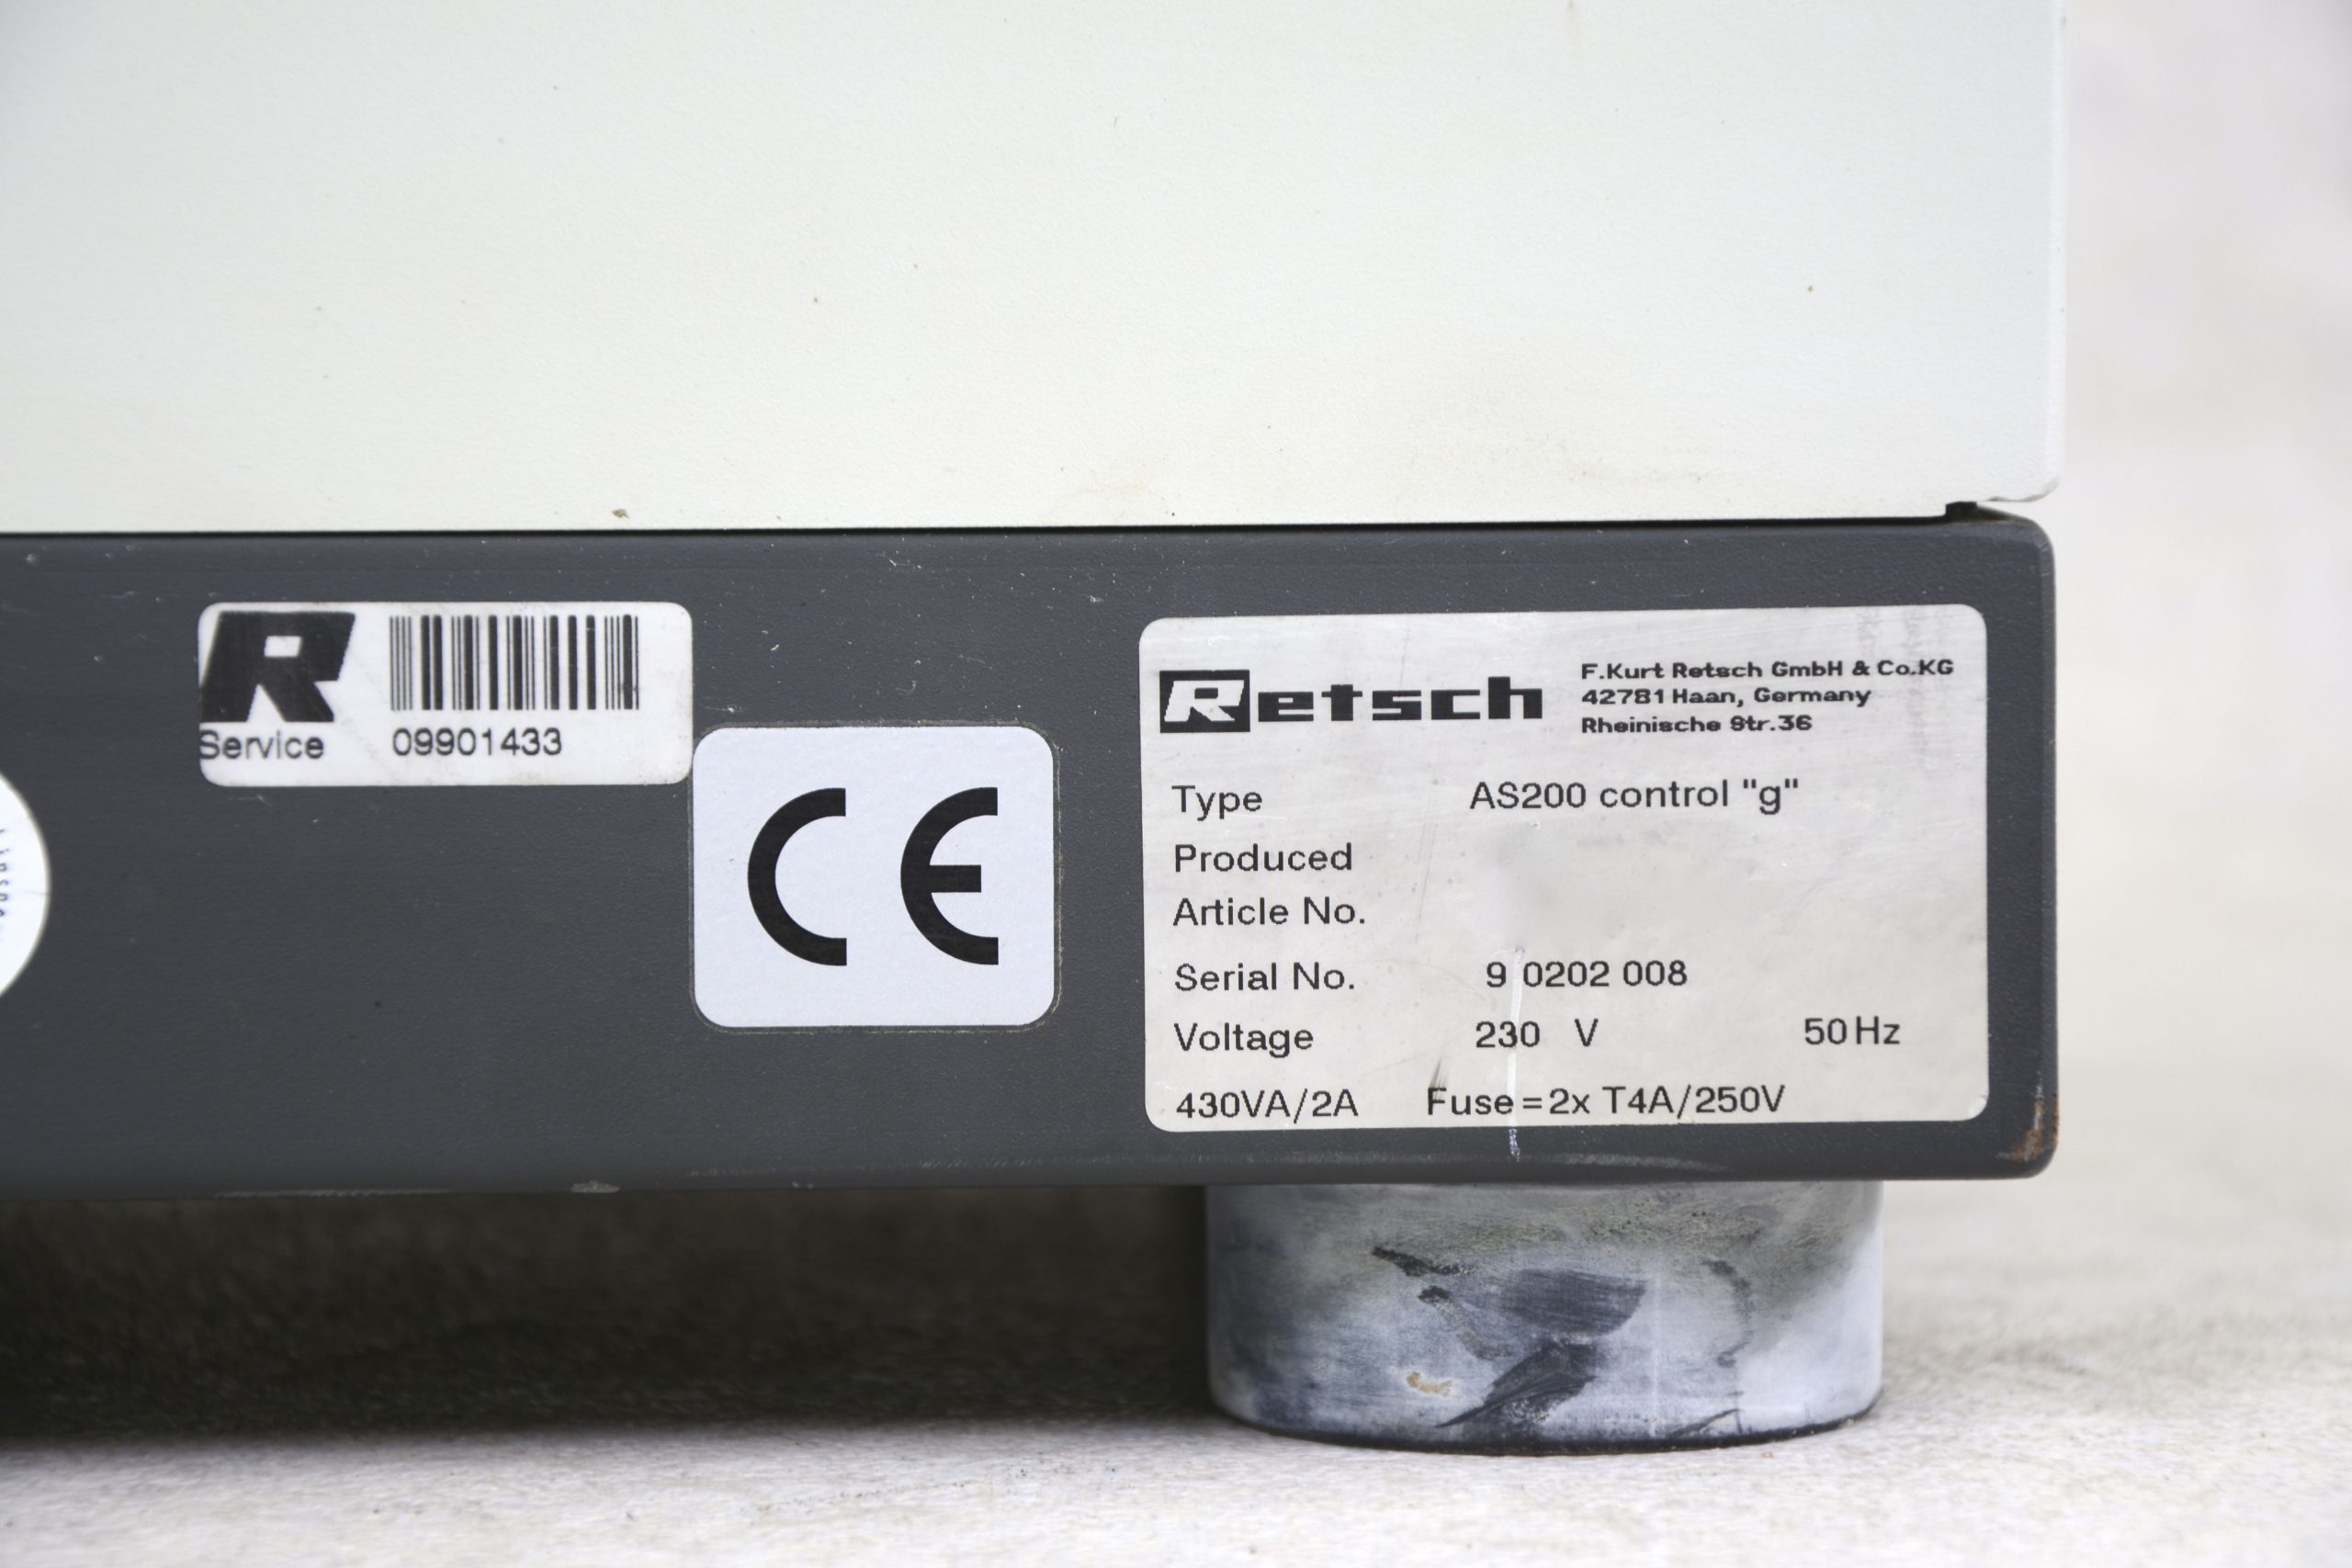 R
Service 09901433
CE
Retsch
F.Kurt Retsch GmbH & Co.KG
42781 Haan, Germany
Rheinische Str.36
Type AS200 control "g"
Produced
Article No.
Serial No. 9 0202 008
Voltage 230 V 50 Hz
430VA/2A Fuse=2x T4A/250V